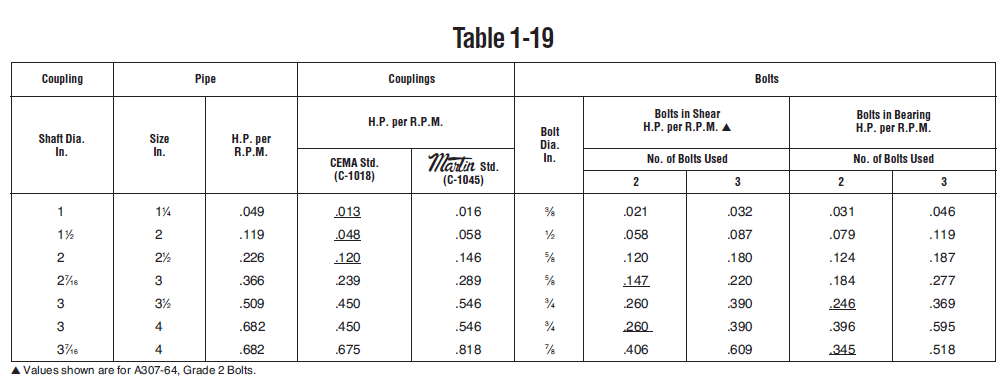 Table 1-19
Coupling Pipe Couplings Bolts
Shaft Dia. In. Size In. H.P. per R.P.M. H.P. per R.P.M. Bolt Dia. In. Bolts in Shear H.P. per R.P.M. ▲ Bolts in Bearing H.P. per R.P.M.
CEMA Std. (C-1018) Martin Std. (C-1045) No. of Bolts Used No. of Bolts Used
2 3 2 3
1 1¼ .049 .013 .016 ⅜ .021 .032 .031 .046
1½ 2 .119 .048 .058 ½ .058 .087 .079 .119
2 2½ .226 .120 .146 ⅝ .120 .180 .124 .187
2⁷⁄₁₆ 3 .366 .239 .289 ⅝ .147 .220 .184 .277
3 3½ .509 .450 .546 ¾ .260 .390 .246 .369
3 4 .682 .450 .546 ¾ .260 .390 .396 .595
3⁷⁄₁₆ 4 .682 .675 .818 ⅞ .406 .609 .345 .518
▲ Values shown are for A307-64, Grade 2 Bolts.